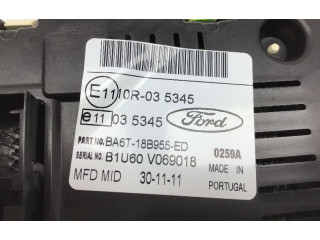 E11 10R-03 5345
e11 03 5345 Ford
PART NO. BA6T-18B955-ED
SERIAL NO. B1U60 V069018 0259A
MFD MID 30-11-11 MADE IN
PORTUGAL